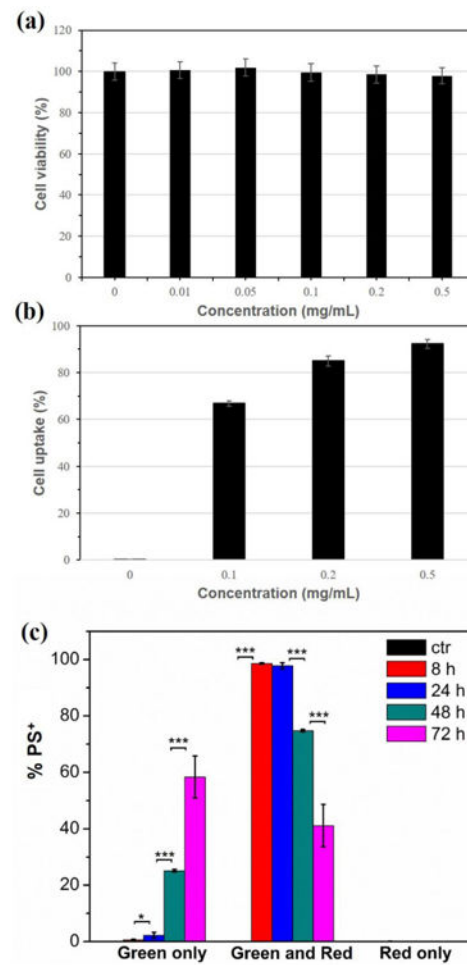 (a)
Cell viability (%)
120
100
80
60
40
20
0
0 0.01 0.05 0.1 0.2 0.5
Concentration (mg/mL)
(b)
Cell uptake (%)
100
80
60
40
20
0
0 0.1 0.2 0.5
Concentration (mg/mL)
(c)
% PS⁺
100
80
60
40
20
0
*
***
***
***
***
***
ctr
8 h
24 h
48 h
72 h
Green only Green and Red Red only